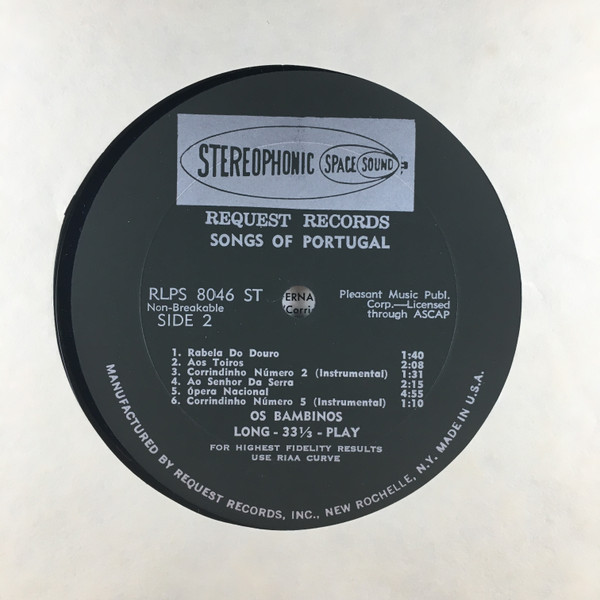 STEREOPHONIC SPACE SOUND
REQUEST RECORDS
SONGS OF PORTUGAL
RLPS 8046 ST
Non-Breakable
SIDE 2
ERNA
(Corri
Pleasant Music Publ.
Corp.—Licensed
through ASCAP
1. Rabela Do Douro 1:40
2. Aos Toiros 2:08
3. Corrindinho Número 2 (Instrumental) 1:31
4. Ao Senhor Da Serra 2:15
5. Ópera Nacional 4:55
6. Corrindinho Número 5 (Instrumental) 1:10
OS BAMBINOS
LONG - 33⅓ - PLAY
FOR HIGHEST FIDELITY RESULTS
USE RIAA CURVE
MANUFACTURED BY REQUEST RECORDS, INC., NEW ROCHELLE, N.Y. MADE IN U.S.A.